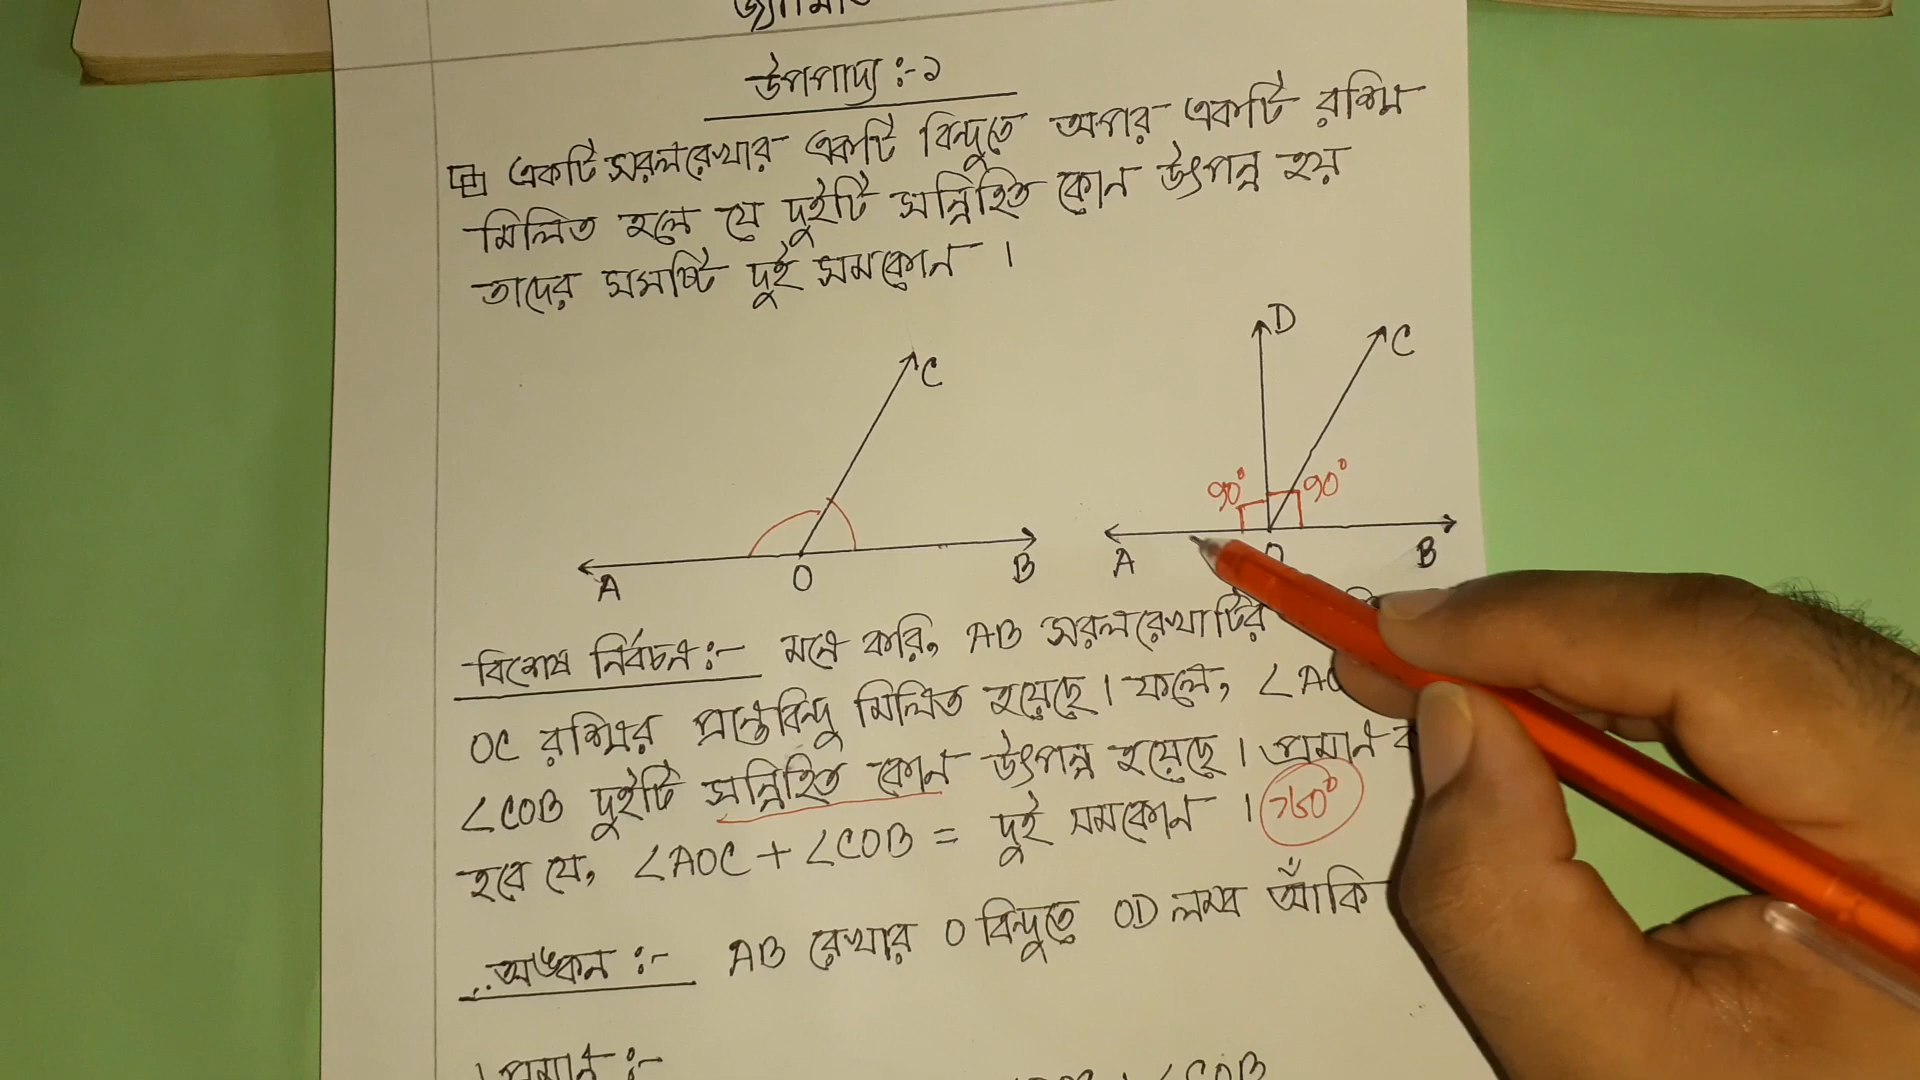 উপপাদ্য :- ১
একটি সরলরেখার একটি বিন্দুতে অপর একটি রশ্মি
মিলিত হলে যে দুইটি সন্নিহিত কোন উৎপন্ন হয়
তাদের সমষ্টি দুই সমকোন ।
C
A O B
D C
90° 90°
A B
বিশেষ নির্বচন :- মনে করি, AB সরলরেখাটির
OC রশ্মির প্রান্তবিন্দু মিলিত হয়েছে। ফলে,
∠COB দুইটি সন্নিহিত কোন উৎপন্ন হয়েছে। প্রমান
হবে যে, ∠AOC + ∠COB = দুই সমকোন ।
অঙ্কন :- AB রেখার O বিন্দুতে OD লম্ব আঁকি
প্রমান :- ∠COB